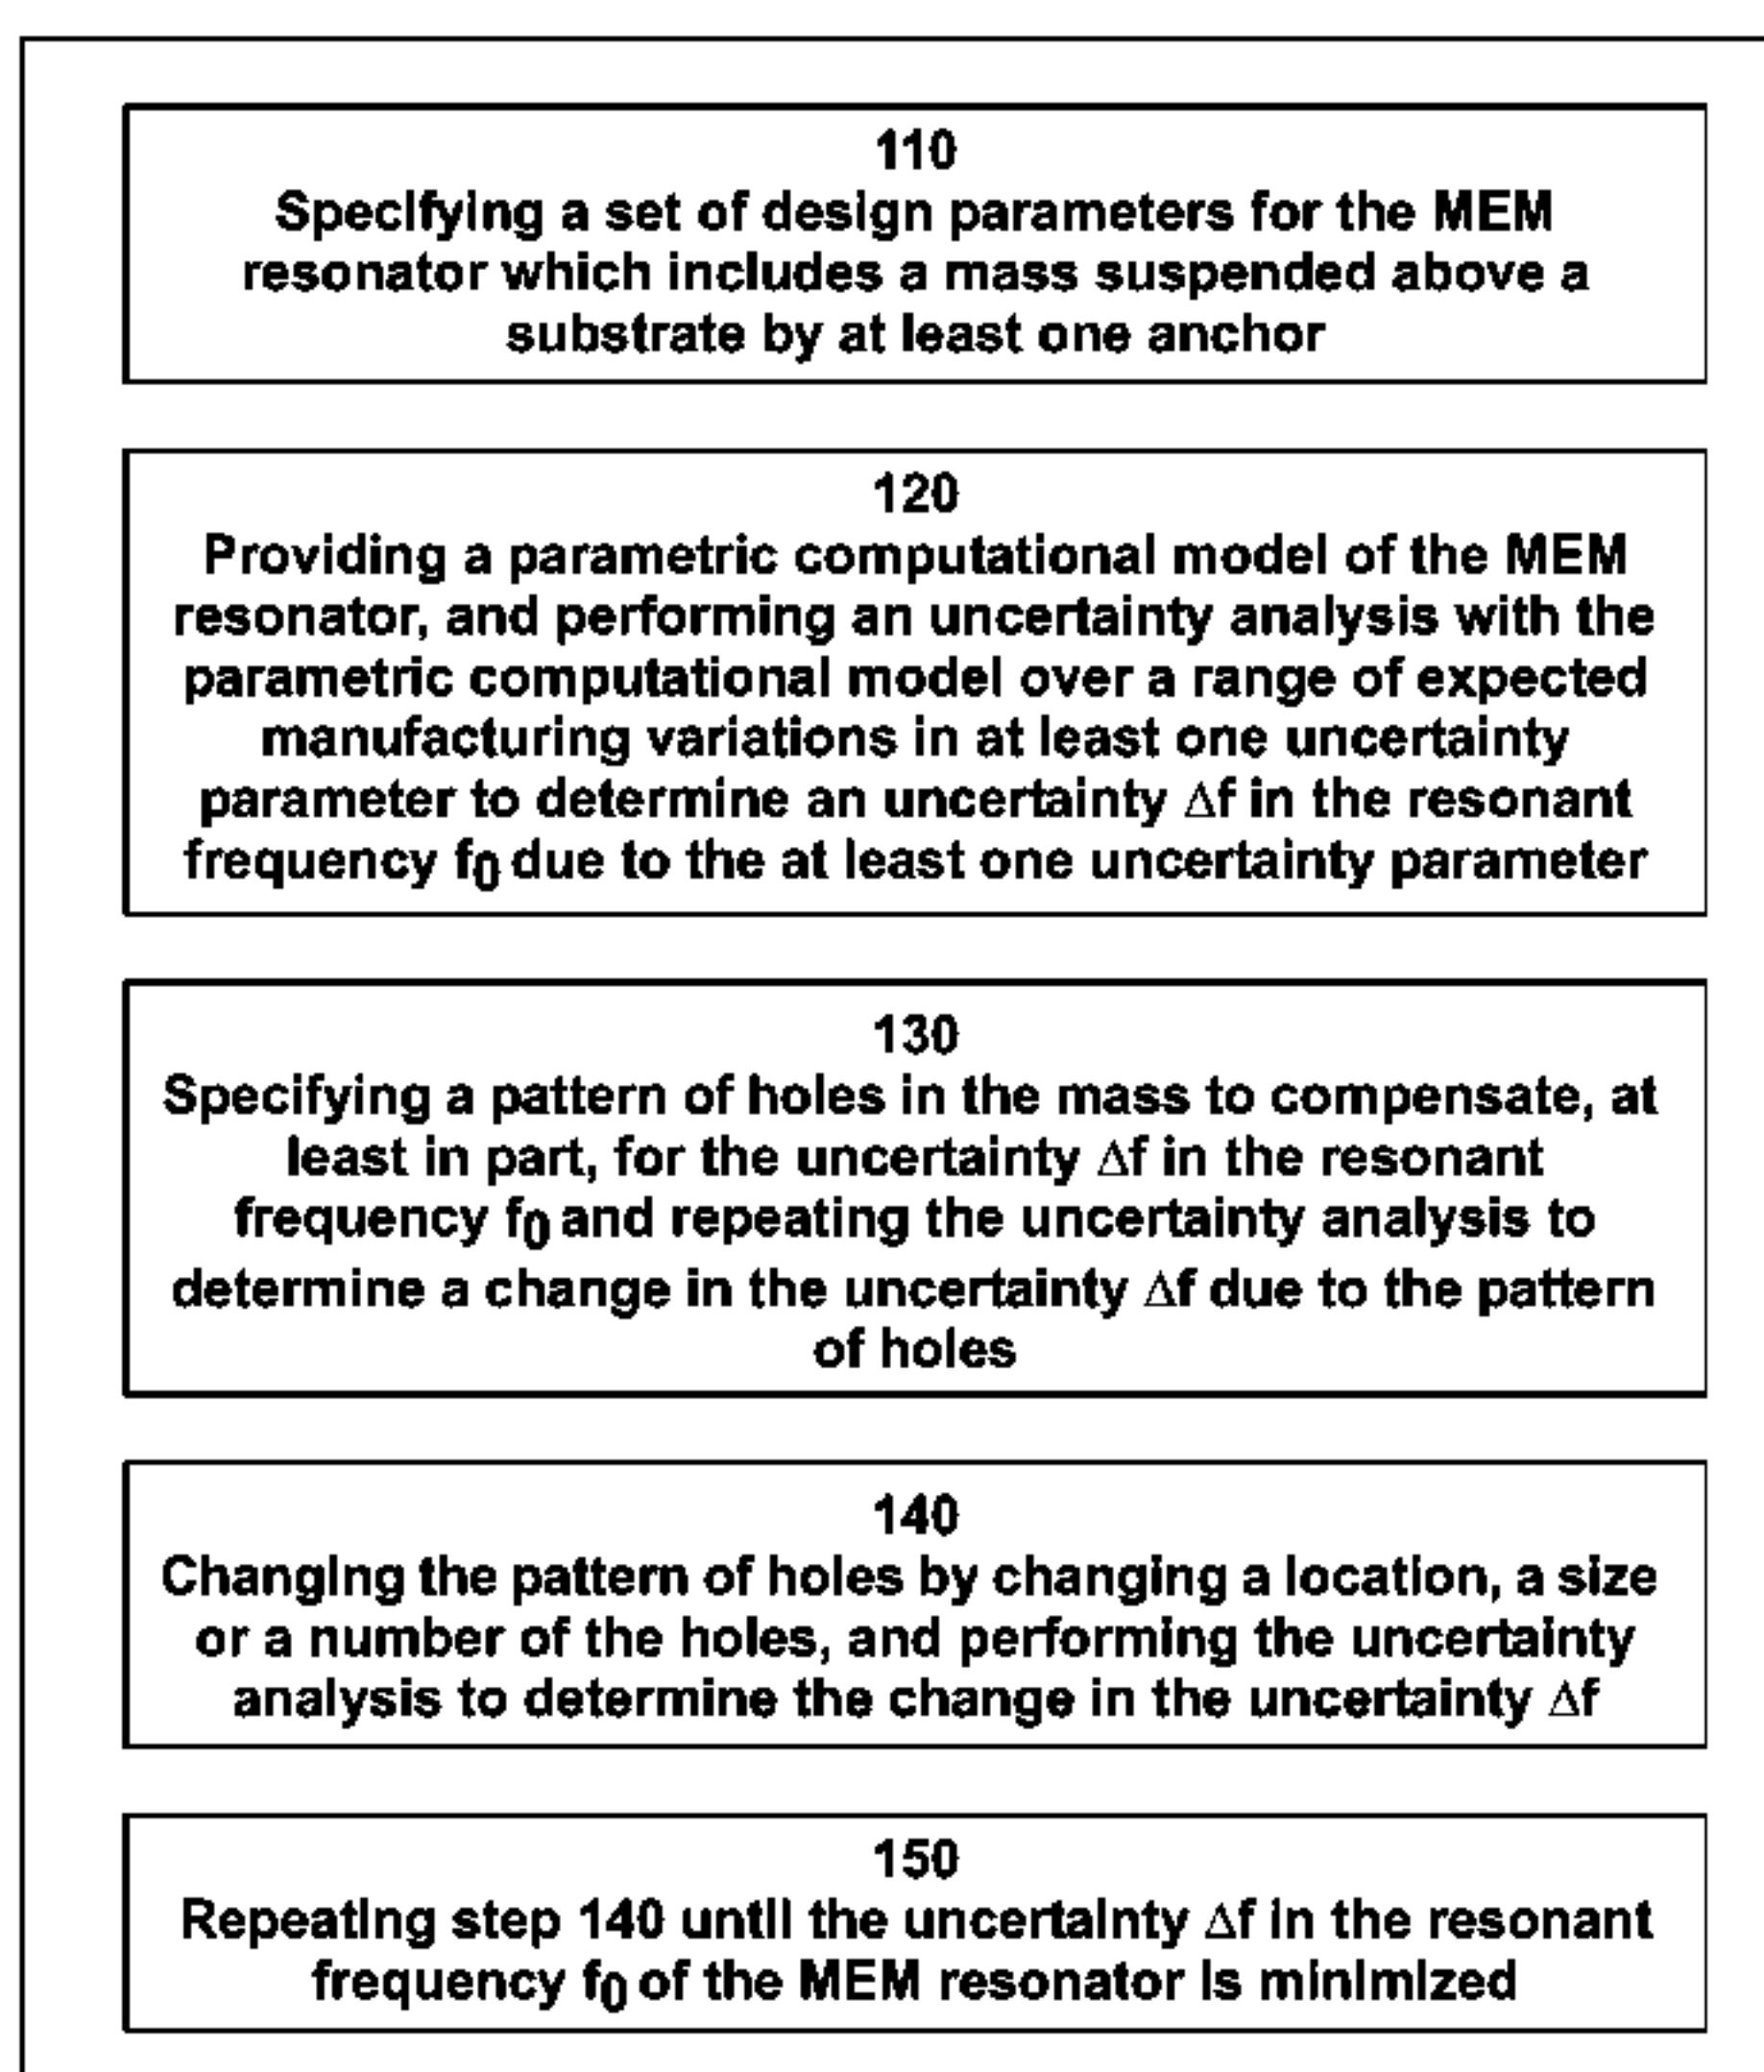 110
Specifying a set of design parameters for the MEM
resonator which includes a mass suspended above a
substrate by at least one anchor
120
Providing a parametric computational model of the MEM
resonator, and performing an uncertainty analysis with the
parametric computational model over a range of expected
manufacturing variations in at least one uncertainty
parameter to determine an uncertainty Δf in the resonant
frequency f₀ due to the at least one uncertainty parameter
130
Specifying a pattern of holes in the mass to compensate, at
least in part, for the uncertainty Δf in the resonant
frequency f₀ and repeating the uncertainty analysis to
determine a change in the uncertainty Δf due to the pattern
of holes
140
Changing the pattern of holes by changing a location, a size
or a number of the holes, and performing the uncertainty
analysis to determine the change in the uncertainty Δf
150
Repeating step 140 until the uncertainty Δf in the resonant
frequency f₀ of the MEM resonator is minimized